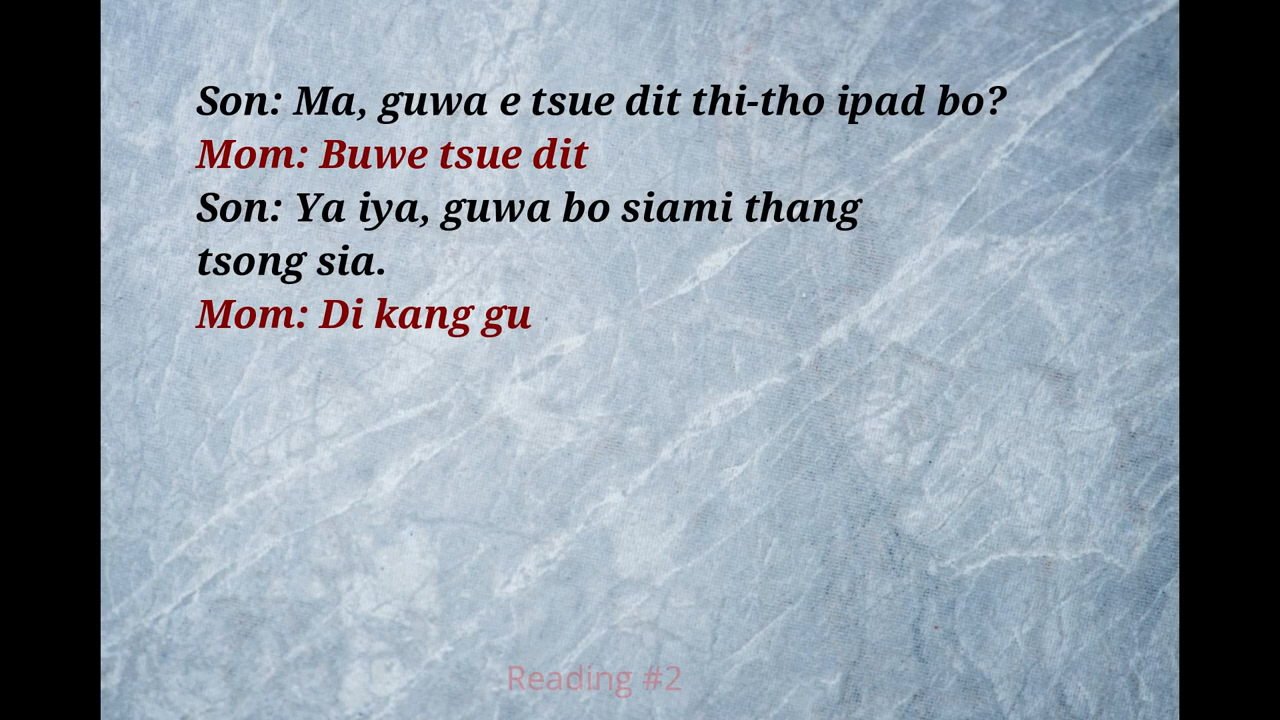 Son: Ma, guwa e tsue dit thi-tho ipad bo?
Mom: Buwe tsue dit
Son: Ya iya, guwa bo siami thang
tsong sia.
Mom: Di kang gu
Reading #2